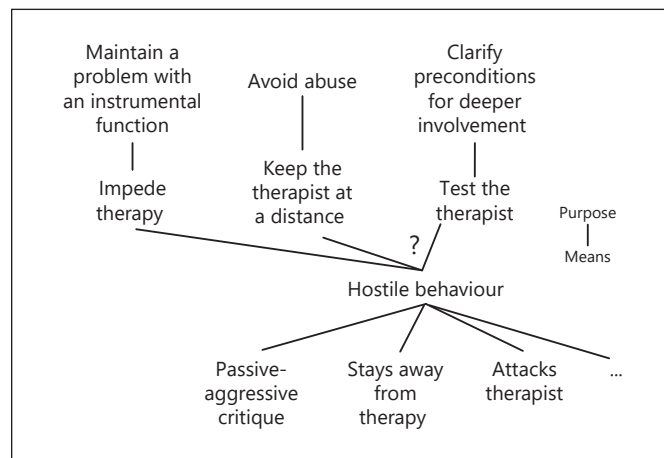 Maintain a
problem with
an instrumental
function
Avoid abuse
Clarify
preconditions
for deeper
involvement
Impede
therapy
Keep the
therapist at
a distance
Test the
therapist
Purpose
Means
?
Hostile behaviour
Passive-
aggressive
critique
Stays away
from
therapy
Attacks
therapist
...